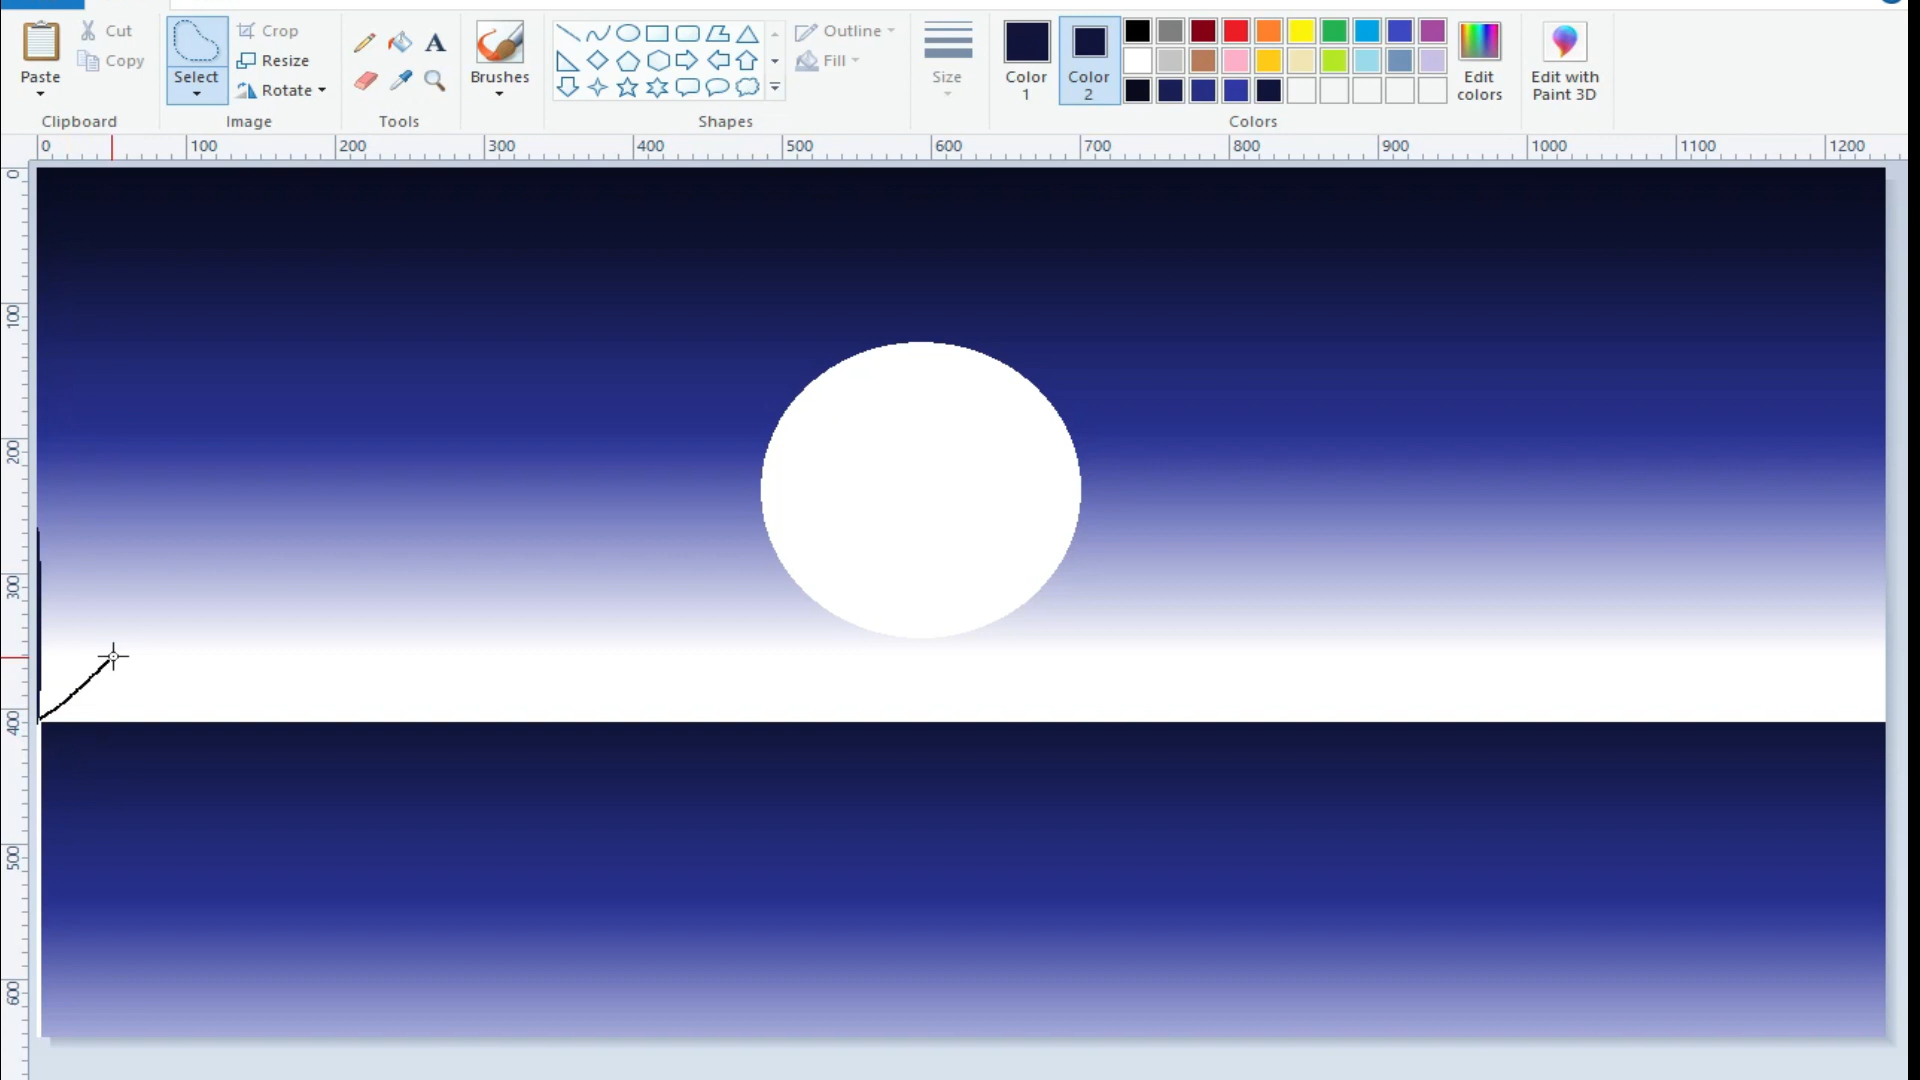 Paste
Cut
Copy
Clipboard
Select
Crop
Resize
Rotate
Image
A
Tools
Brushes
Shapes
Outline
Fill
Size
Color
1
Color
2
Colors
Edit
colors
Edit with
Paint 3D
0 100 200 300 400 500 600 700 800 900 1000 1100 1200
0
100
200
300
400
500
600